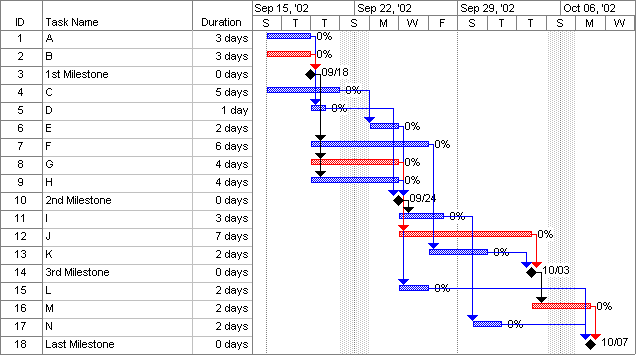 Sep 15, '02 Sep 22, '02 Sep 29, '02 Oct 06, '02
ID Task Name Duration S T T S M W F S T T S M W
1 A 3 days 0%
2 B 3 days 0%
3 1st Milestone 0 days 09/18
4 C 5 days 0%
5 D 1 day 0%
6 E 2 days 0%
7 F 6 days 0%
8 G 4 days 0%
9 H 4 days 0%
10 2nd Milestone 0 days 09/24
11 I 3 days 0%
12 J 7 days 0%
13 K 2 days 0%
14 3rd Milestone 0 days 10/03
15 L 2 days 0%
16 M 2 days 0%
17 N 2 days 0%
18 Last Milestone 0 days 10/07